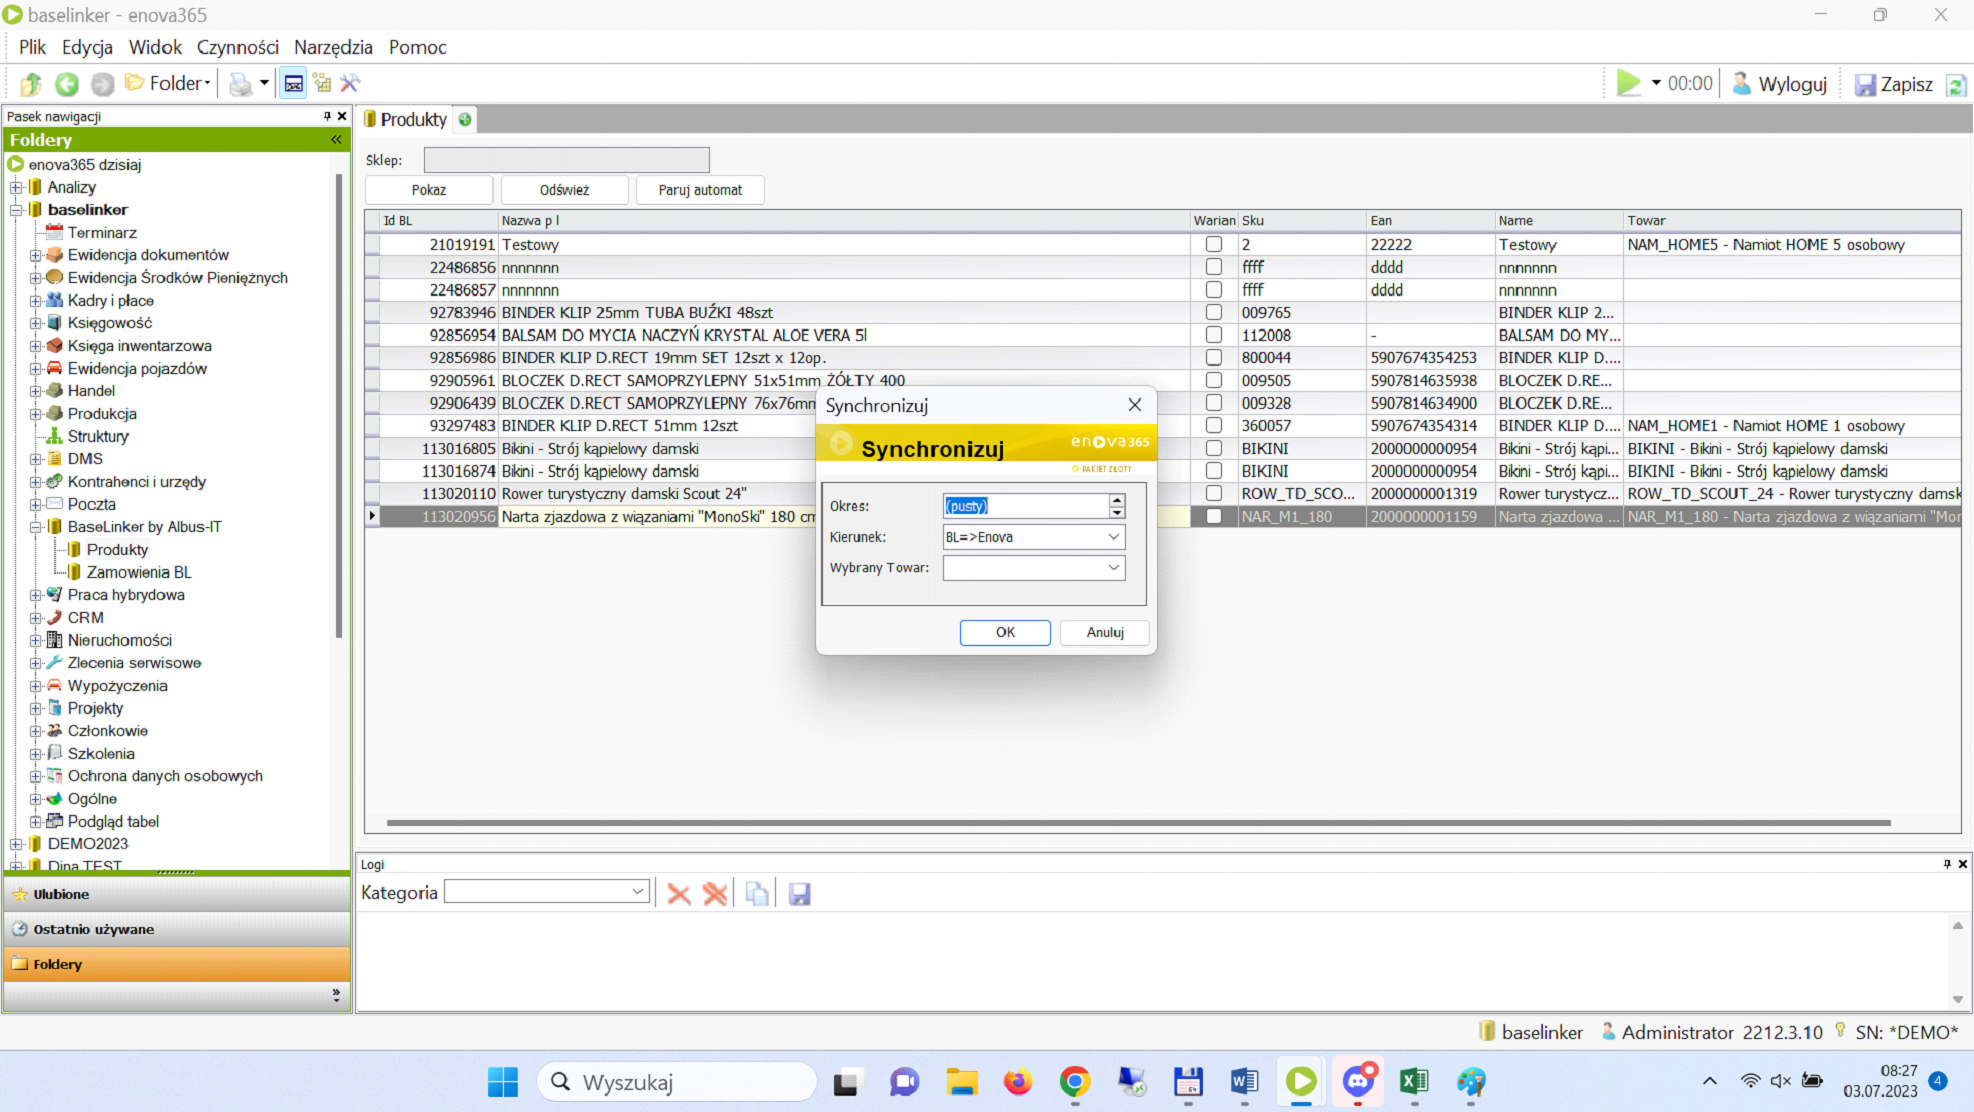 baselinker - enova365
Plik Edycja Widok Czynności Narzędzia Pomoc
Folder 00:00 Wyloguj Zapisz
Pasek nawigacji
Foldery
enova365 dzisiaj
Analizy
baselinker
Terminarz
Ewidencja dokumentów
Ewidencja Środków Pieniężnych
Kadry i płace
Księgowość
Księga inwentarzowa
Ewidencja pojazdów
Handel
Produkcja
Struktury
DMS
Kontrahenci i urzędy
Poczta
BaseLinker by Albus-IT
Produkty
Zamowienia BL
Praca hybrydowa
CRM
Nieruchomości
Zlecenia serwisowe
Wypożyczenia
Projekty
Członkowie
Szkolenia
Ochrona danych osobowych
Ogólne
Podgląd tabel
DEMO2023
Dina TEST
Ulubione
Ostatnio używane
Foldery
Produkty
Sklep:
Pokaz Odśwież Paruj automat
Id BL Nazwa p l Warian Sku Ean Name Towar
21019191 Testowy 2 22222 Testowy NAM_HOME5 - Namiot HOME 5 osobowy
22486856 nnnnnnn ffff dddd nnnnnnn
22486857 nnnnnnn ffff dddd nnnnnnn
92783946 BINDER KLIP 25mm TUBA BUŹKI 48szt 009765 BINDER KLIP 2...
92856954 BALSAM DO MYCIA NACZYŃ KRYSTAL ALOE VERA 5l 112008 - BALSAM DO MY...
92856986 BINDER KLIP D.RECT 19mm SET 12szt x 12op. 800044 5907674354253 BINDER KLIP D....
92905961 BLOCZEK D.RECT SAMOPRZYLEPNY 51x51mm ŻÓŁTY 400 009505 5907814635938 BLOCZEK D.RE...
92906439 BLOCZEK D.RECT SAMOPRZYLEPNY 76x76mm 009328 5907814634900 BLOCZEK D.RE...
93297483 BINDER KLIP D.RECT 51mm 12szt 360057 5907674354314 BINDER KLIP D.... NAM_HOME1 - Namiot HOME 1 osobowy
113016805 Bikini - Strój kąpielowy damski BIKINI 2000000000954 Bikini - Strój kąpi... BIKINI - Bikini - Strój kąpielowy damski
113016874 Bikini - Strój kąpielowy damski BIKINI 2000000000954 Bikini - Strój kąpi... BIKINI - Bikini - Strój kąpielowy damski
113020110 Rower turystyczny damski Scout 24" ROW_TD_SCO... 2000000001319 Rower turystycz... ROW_TD_SCOUT_24 - Rower turystyczny damsk
113020956 Narta zjazdowa z wiązaniami "MonoSki" 180 cm NAR_M1_180 2000000001159 Narta zjazdowa ... NAR_M1_180 - Narta zjazdowa z wiązaniami "Mon
Synchronizuj
Synchronizuj enova365
PAKIET ZŁOTY
Okres: (pusty)
Kierunek: BL=>Enova
Wybrany Towar:
OK Anuluj
Logi
Kategoria
baselinker Administrator 2212.3.10 SN: *DEMO*
Wyszukaj
08:27
03.07.2023
4